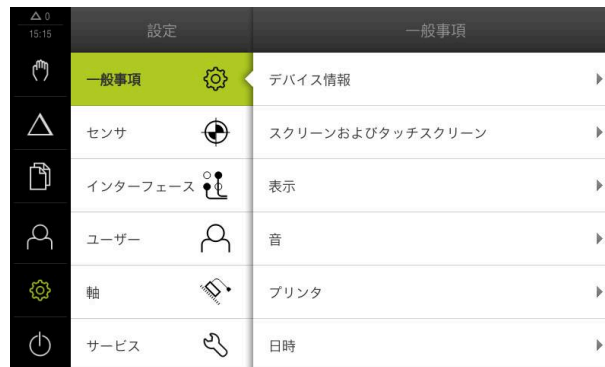 0
15:15
設定
一般事項
一般事項
センサ
インターフェース
ユーザー
軸
サービス
デバイス情報
スクリーンおよびタッチスクリーン
表示
音
プリンタ
日時